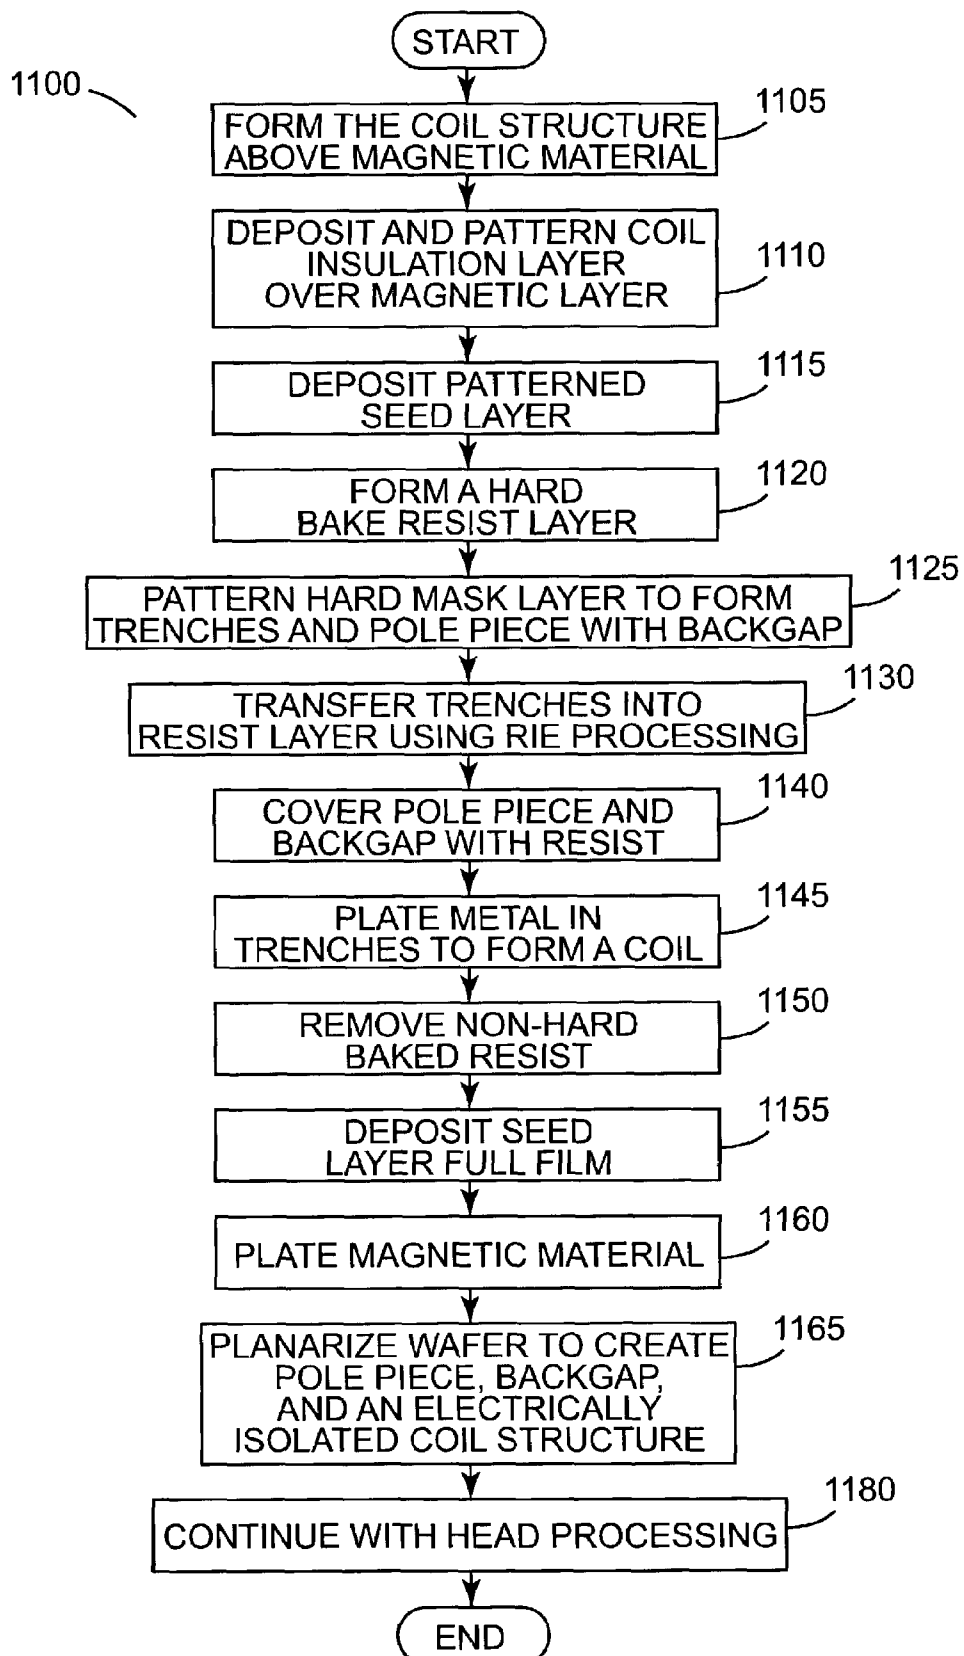 START
1100
1105
FORM THE COIL STRUCTURE
ABOVE MAGNETIC MATERIAL
1110
DEPOSIT AND PATTERN COIL
INSULATION LAYER
OVER MAGNETIC LAYER
1115
DEPOSIT PATTERNED
SEED LAYER
1120
FORM A HARD
BAKE RESIST LAYER
1125
PATTERN HARD MASK LAYER TO FORM
TRENCHES AND POLE PIECE WITH BACKGAP
1130
TRANSFER TRENCHES INTO
RESIST LAYER USING RIE PROCESSING
1140
COVER POLE PIECE AND
BACKGAP WITH RESIST
1145
PLATE METAL IN
TRENCHES TO FORM A COIL
1150
REMOVE NON-HARD
BAKED RESIST
1155
DEPOSIT SEED
LAYER FULL FILM
1160
PLATE MAGNETIC MATERIAL
1165
PLANARIZE WAFER TO CREATE
POLE PIECE, BACKGAP,
AND AN ELECTRICALLY
ISOLATED COIL STRUCTURE
1180
CONTINUE WITH HEAD PROCESSING
END